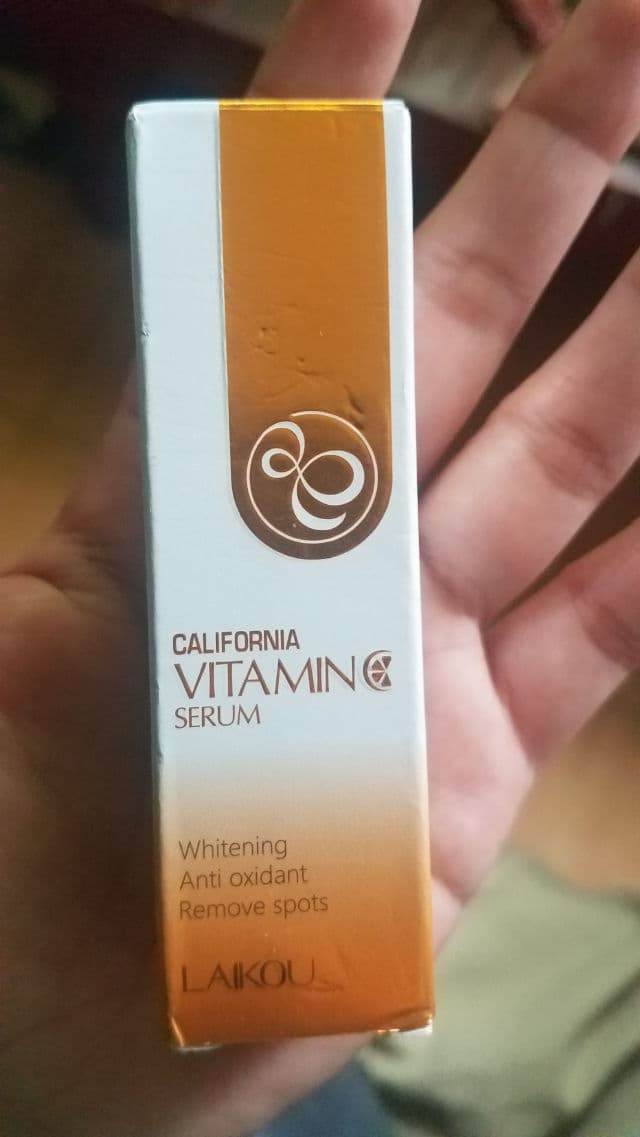 CALIFORNIA
VITAMIN C
SERUM
Whitening
Anti oxidant
Remove spots
LAIKOU